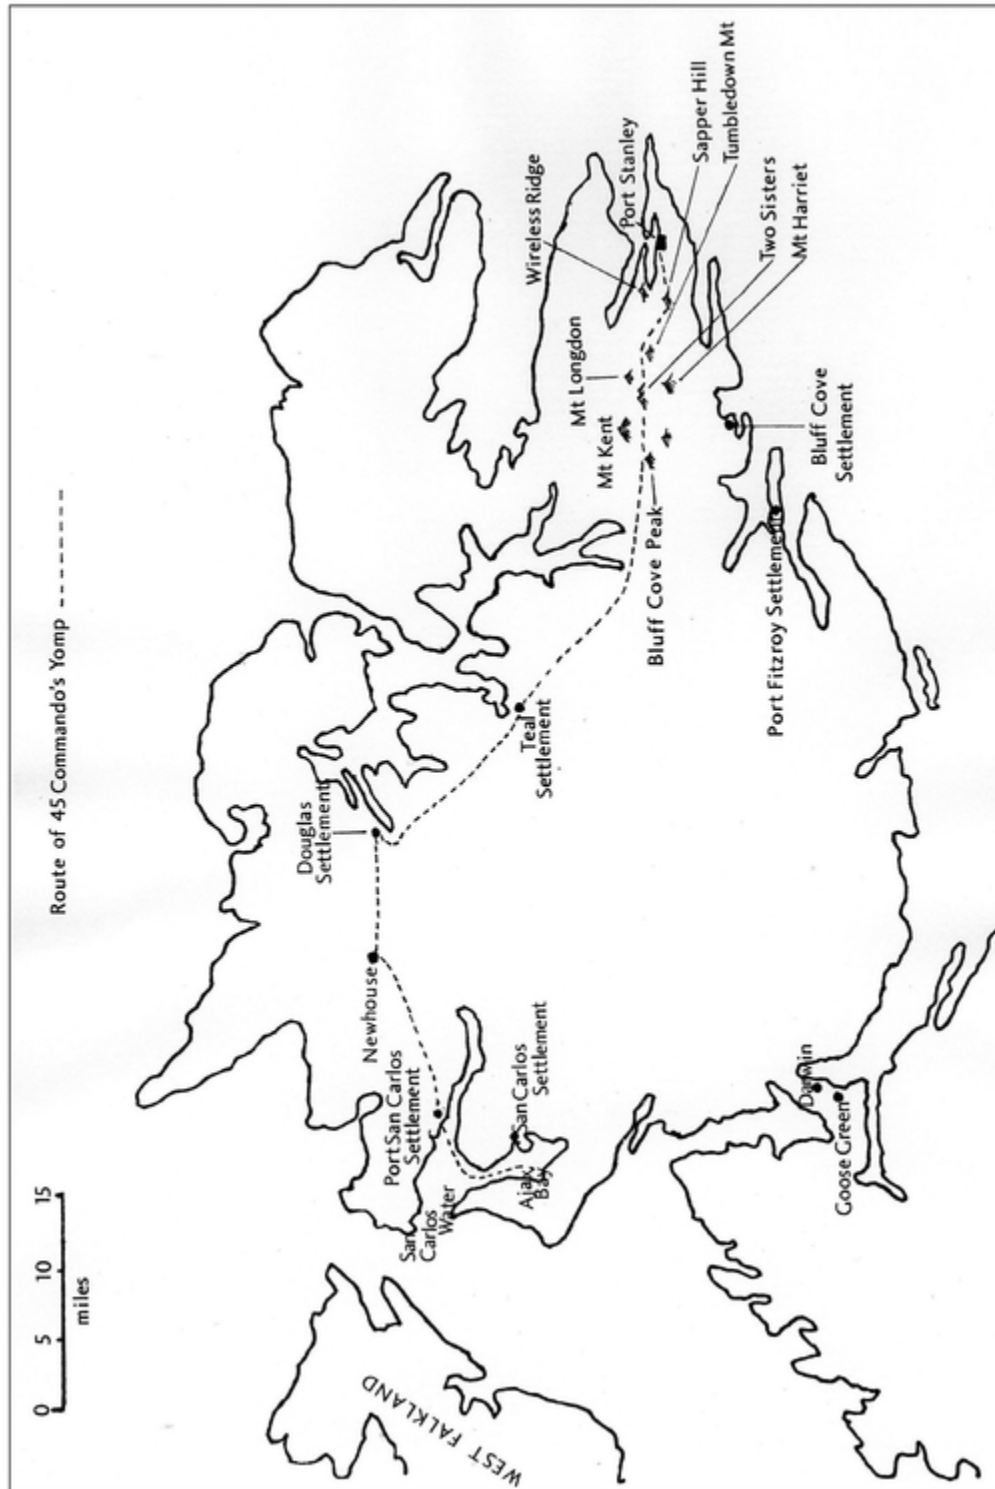 Route of 45 Commando's Yomp
0 5 10 15
miles
WEST FALKLAND
San
Carlos
Water
Port San Carlos
Settlement
Ajax
Bay
San Carlos
Settlement
Newhouse
Douglas
Settlement
Teal
Settlement
Darwin
Goose Green
Bluff Cove Peak
Mt Kent
Mt Longdon
Wireless Ridge
Port Stanley
Sapper Hill
Tumbledown Mt
Two Sisters
Mt Harriet
Bluff Cove
Settlement
Port Fitzroy Settlement